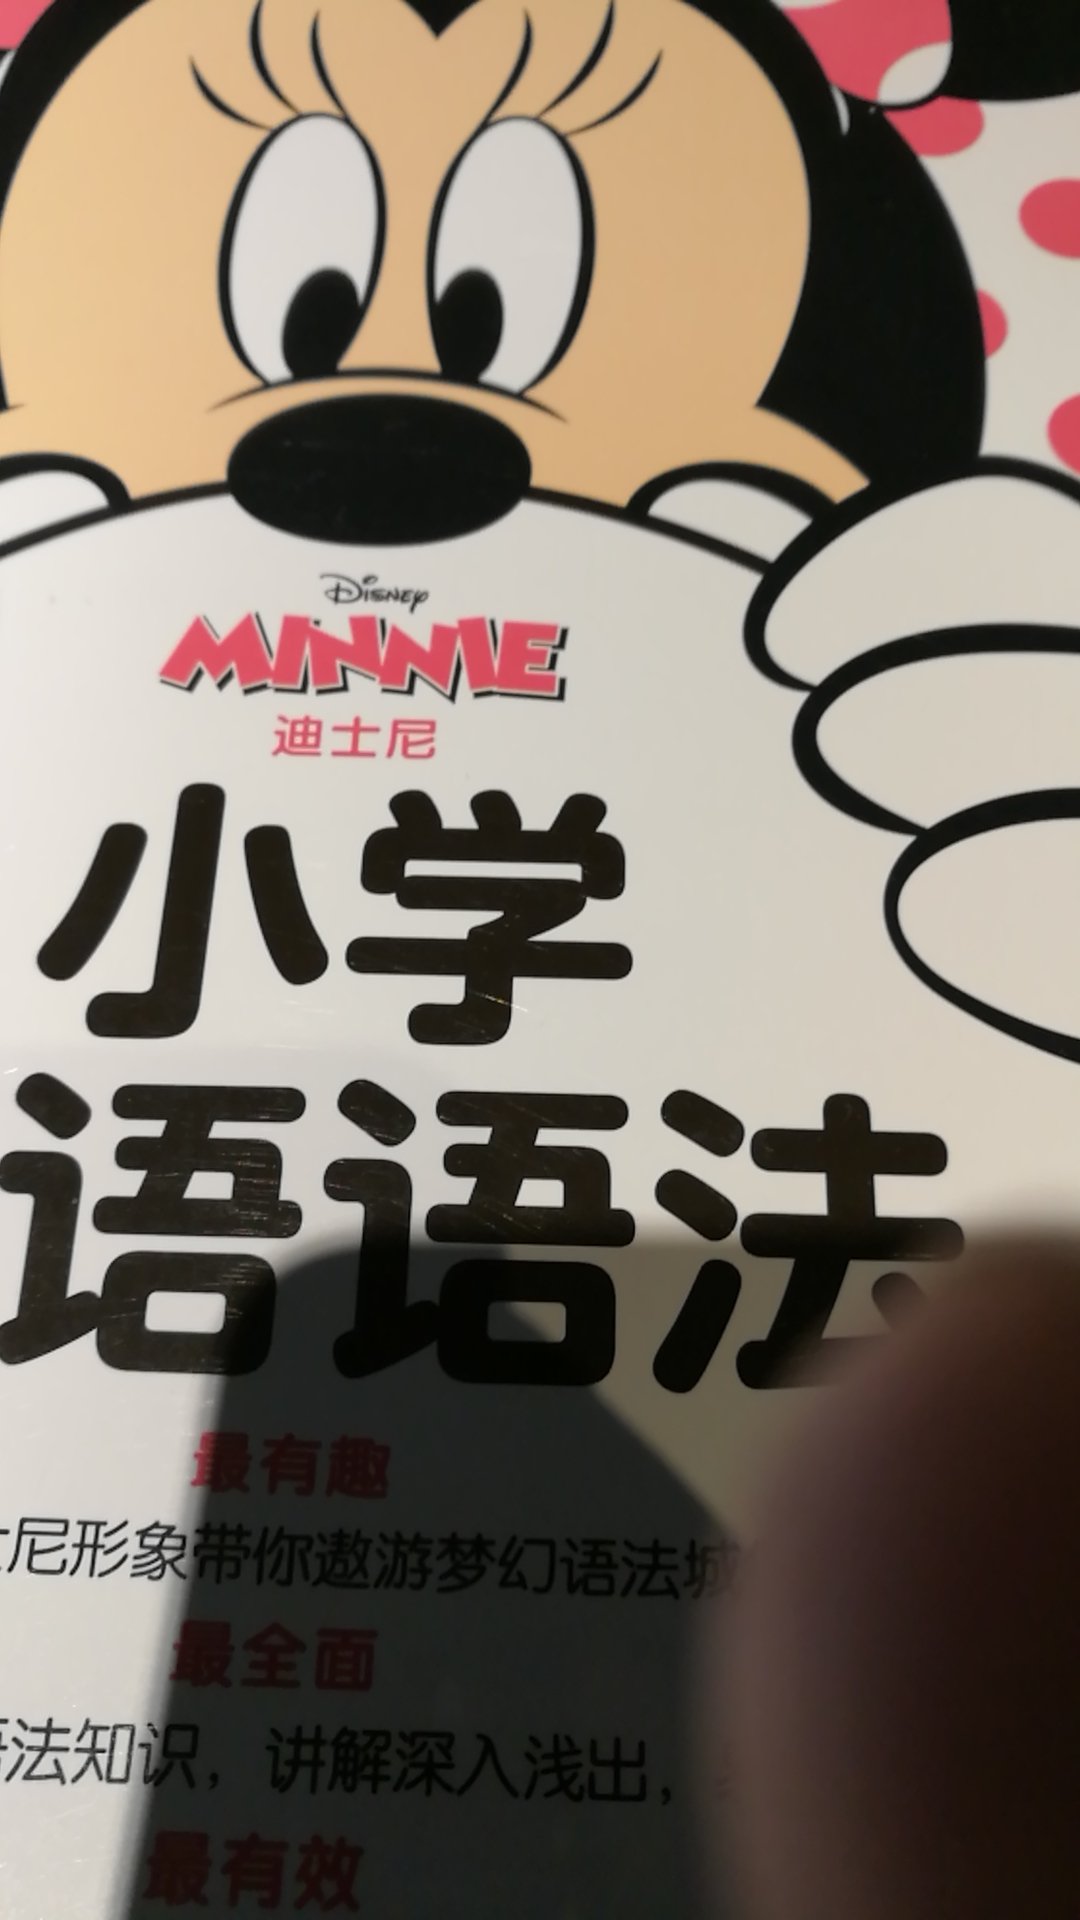 Disney
MINNIE
迪士尼
小学
语语法
最有趣
尼形象带你遨游梦幻语法城
最全面
语法知识，讲解深入浅出，
最有效